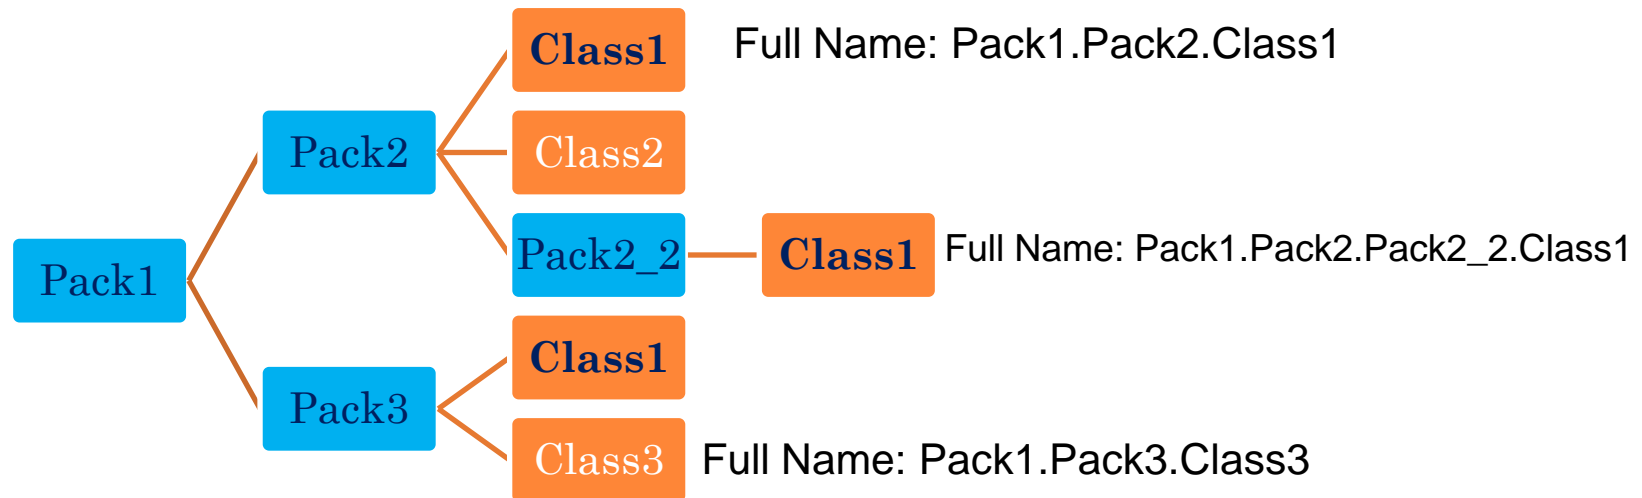 Class1
Full Name: Pack1.Pack2.Class1
Pack2
Class2
Pack2_2
Class1
Full Name: Pack1.Pack2.Pack2_2.Class1
Pack1
Class1
Pack3
Class3
Full Name: Pack1.Pack3.Class3